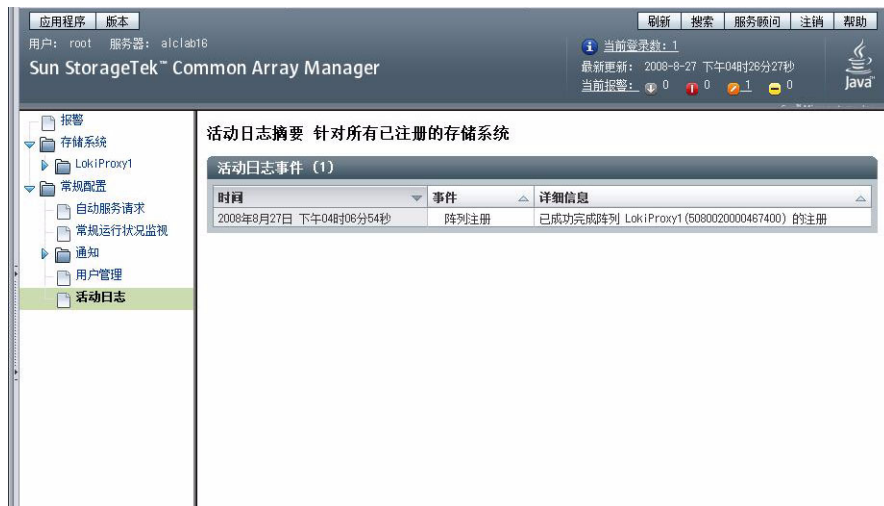 应用程序 版本 刷新 搜索 服务顾问 注销 帮助
用户： root 服务器： alclab16
当前登录数：1
Sun StorageTek™ Common Array Manager
最新更新： 2008-8-27 下午04时26分27秒
当前报警： 0 0 1 0
Java™
报警
存储系统
LokiProxy1
常规配置
自动服务请求
常规运行状况监视
通知
用户管理
活动日志
活动日志摘要 针对所有已注册的存储系统
活动日志事件 (1)
时间 事件 详细信息
2008年8月27日 下午04时06分54秒 阵列注册 已成功完成阵列 LokiProxy1(5080020000467400) 的注册